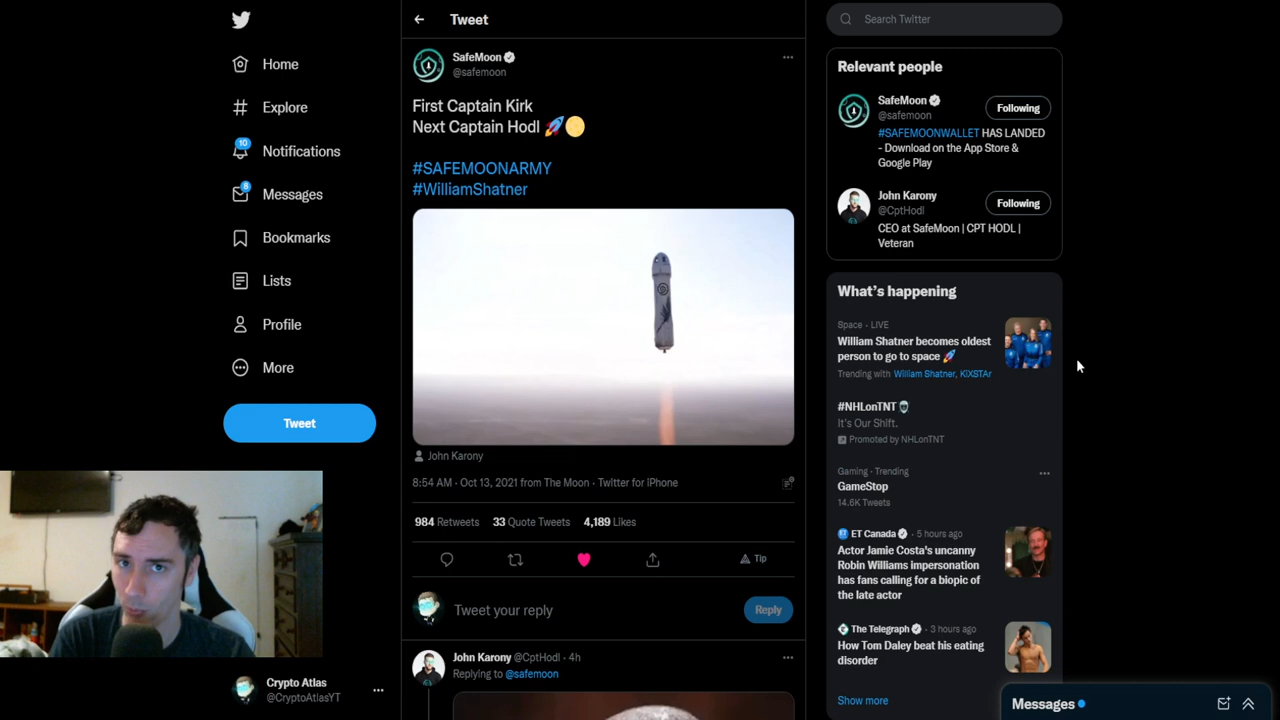 Home
Explore
10
Notifications
8
Messages
Bookmarks
Lists
Profile
More
Tweet
Crypto Atlas
@CryptoAtlasYT
Tweet
SafeMoon
@safemoon
First Captain Kirk
Next Captain Hodl 🚀🌕
#SAFEMOONARMY
#WilliamShatner
John Karony
8:54 AM · Oct 13, 2021 from The Moon · Twitter for iPhone
984 Retweets 33 Quote Tweets 4,189 Likes
Tip
Tweet your reply
Reply
John Karony @CptHodl · 4h
Replying to @safemoon
Search Twitter
Relevant people
SafeMoon
@safemoon
Following
#SAFEMOONWALLET HAS LANDED
- Download on the App Store &
Google Play
John Karony
@CptHodl
Following
CEO at SafeMoon | CPT HODL |
Veteran
What's happening
Space · LIVE
William Shatner becomes oldest
person to go to space 🚀
Trending with William Shatner, KIXSTAr
#NHLonTNT
It's Our Shift.
Promoted by NHLonTNT
Gaming · Trending
GameStop
14.6K Tweets
ET Canada · 5 hours ago
Actor Jamie Costa's uncanny
Robin Williams impersonation
has fans calling for a biopic of
the late actor
The Telegraph · 3 hours ago
How Tom Daley beat his eating
disorder
Show more
Messages